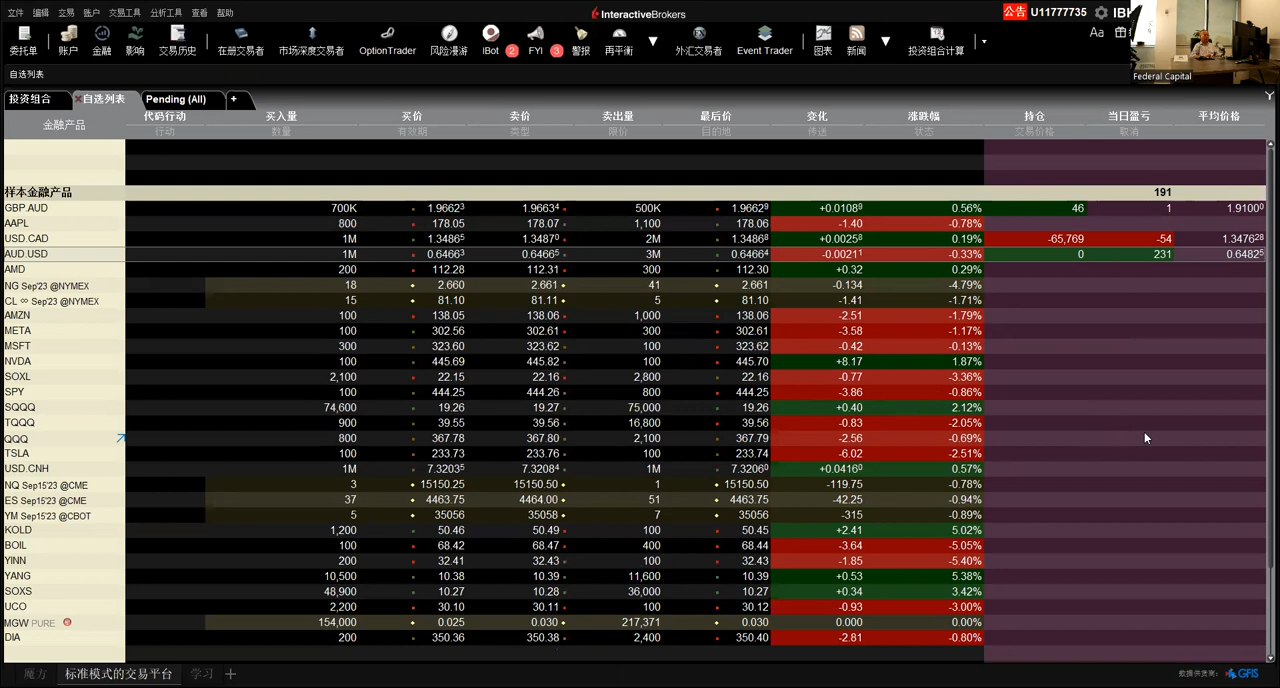 文件 编辑 交易 账户 交易工具 分析工具 查看 帮助
InteractiveBrokers
公告 U11777735 IBI
Aa
委托单 账户 金融 影响 交易历史 在册交易者 市场深度交易者 OptionTrader 风险漫游 IBot 2 FYI 3 警报 再平衡 外汇交易者 Event Trader 图表 新闻 投资组合计算
Federal Capital
自选列表
投资组合 自选列表 Pending (All) +
金融产品 代码行动 买入量 买价 卖价 卖出量 最后价 变化 涨跌幅 持仓 当日盈亏 平均价格
行动 数量 有效期 类型 限价 目的地 传送 状态 交易价格 取消
样本金融产品 191
GBP.AUD 700K 1.9662³ 1.9663⁴ 500K 1.9662⁹ +0.0108⁹ 0.56% 46 1 1.9100⁰
AAPL 800 178.05 178.07 1,100 178.06 -1.40 -0.78%
USD.CAD 1M 1.3486⁵ 1.3487⁰ 2M 1.3486⁸ +0.0025⁸ 0.19% -65,769 -54 1.3476²⁸
AUD.USD 1M 0.6466³ 0.6466⁵ 3M 0.6466⁴ -0.0021¹ -0.33% 0 231 0.6482⁵
AMD 200 112.28 112.31 300 112.30 +0.32 0.29%
NG Sep'23 @NYMEX 18 2.660 2.661 41 2.661 -0.134 -4.79%
CL ∞ Sep'23 @NYMEX 15 81.10 81.11 5 81.10 -1.41 -1.71%
AMZN 100 138.05 138.06 1,000 138.06 -2.51 -1.79%
META 100 302.56 302.61 300 302.61 -3.58 -1.17%
MSFT 300 323.60 323.62 100 323.62 -0.42 -0.13%
NVDA 100 445.69 445.82 100 445.70 +8.17 1.87%
SOXL 2,100 22.15 22.16 2,800 22.16 -0.77 -3.36%
SPY 100 444.25 444.26 800 444.25 -3.86 -0.86%
SQQQ 74,600 19.26 19.27 75,000 19.26 +0.40 2.12%
TQQQ 900 39.55 39.56 16,800 39.56 -0.83 -2.05%
QQQ 800 367.78 367.80 2,100 367.79 -2.56 -0.69%
TSLA 100 233.73 233.76 100 233.74 -6.02 -2.51%
USD.CNH 1M 7.3203⁵ 7.3208⁴ 1M 7.3206⁰ +0.0416⁰ 0.57%
NQ Sep15'23 @CME 3 15150.25 15150.50 1 15150.50 -119.75 -0.78%
ES Sep15'23 @CME 37 4463.75 4464.00 51 4463.75 -42.25 -0.94%
YM Sep15'23 @CBOT 5 35056 35058 7 35056 -315 -0.89%
KOLD 1,200 50.46 50.49 100 50.45 +2.41 5.02%
BOIL 100 68.42 68.47 400 68.44 -3.64 -5.05%
YINN 200 32.41 32.43 100 32.43 -1.85 -5.40%
YANG 10,500 10.38 10.39 11,600 10.39 +0.53 5.38%
SOXS 48,900 10.27 10.28 36,000 10.27 +0.34 3.42%
UCO 2,200 30.10 30.11 100 30.12 -0.93 -3.00%
MGW PURE 154,000 0.025 0.030 217,371 0.030 0.000 0.00%
DIA 200 350.36 350.38 2,400 350.40 -2.81 -0.80%
魔方 标准模式的交易平台 学习 +
数据供货商: GFIS